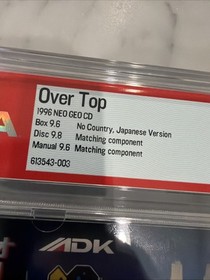 Over Top
1996 NEO GEO CD
Box 9.6 No Country, Japanese Version
Disc 9.8 Matching component
Manual 9.6 Matching component
613543-003
ADK